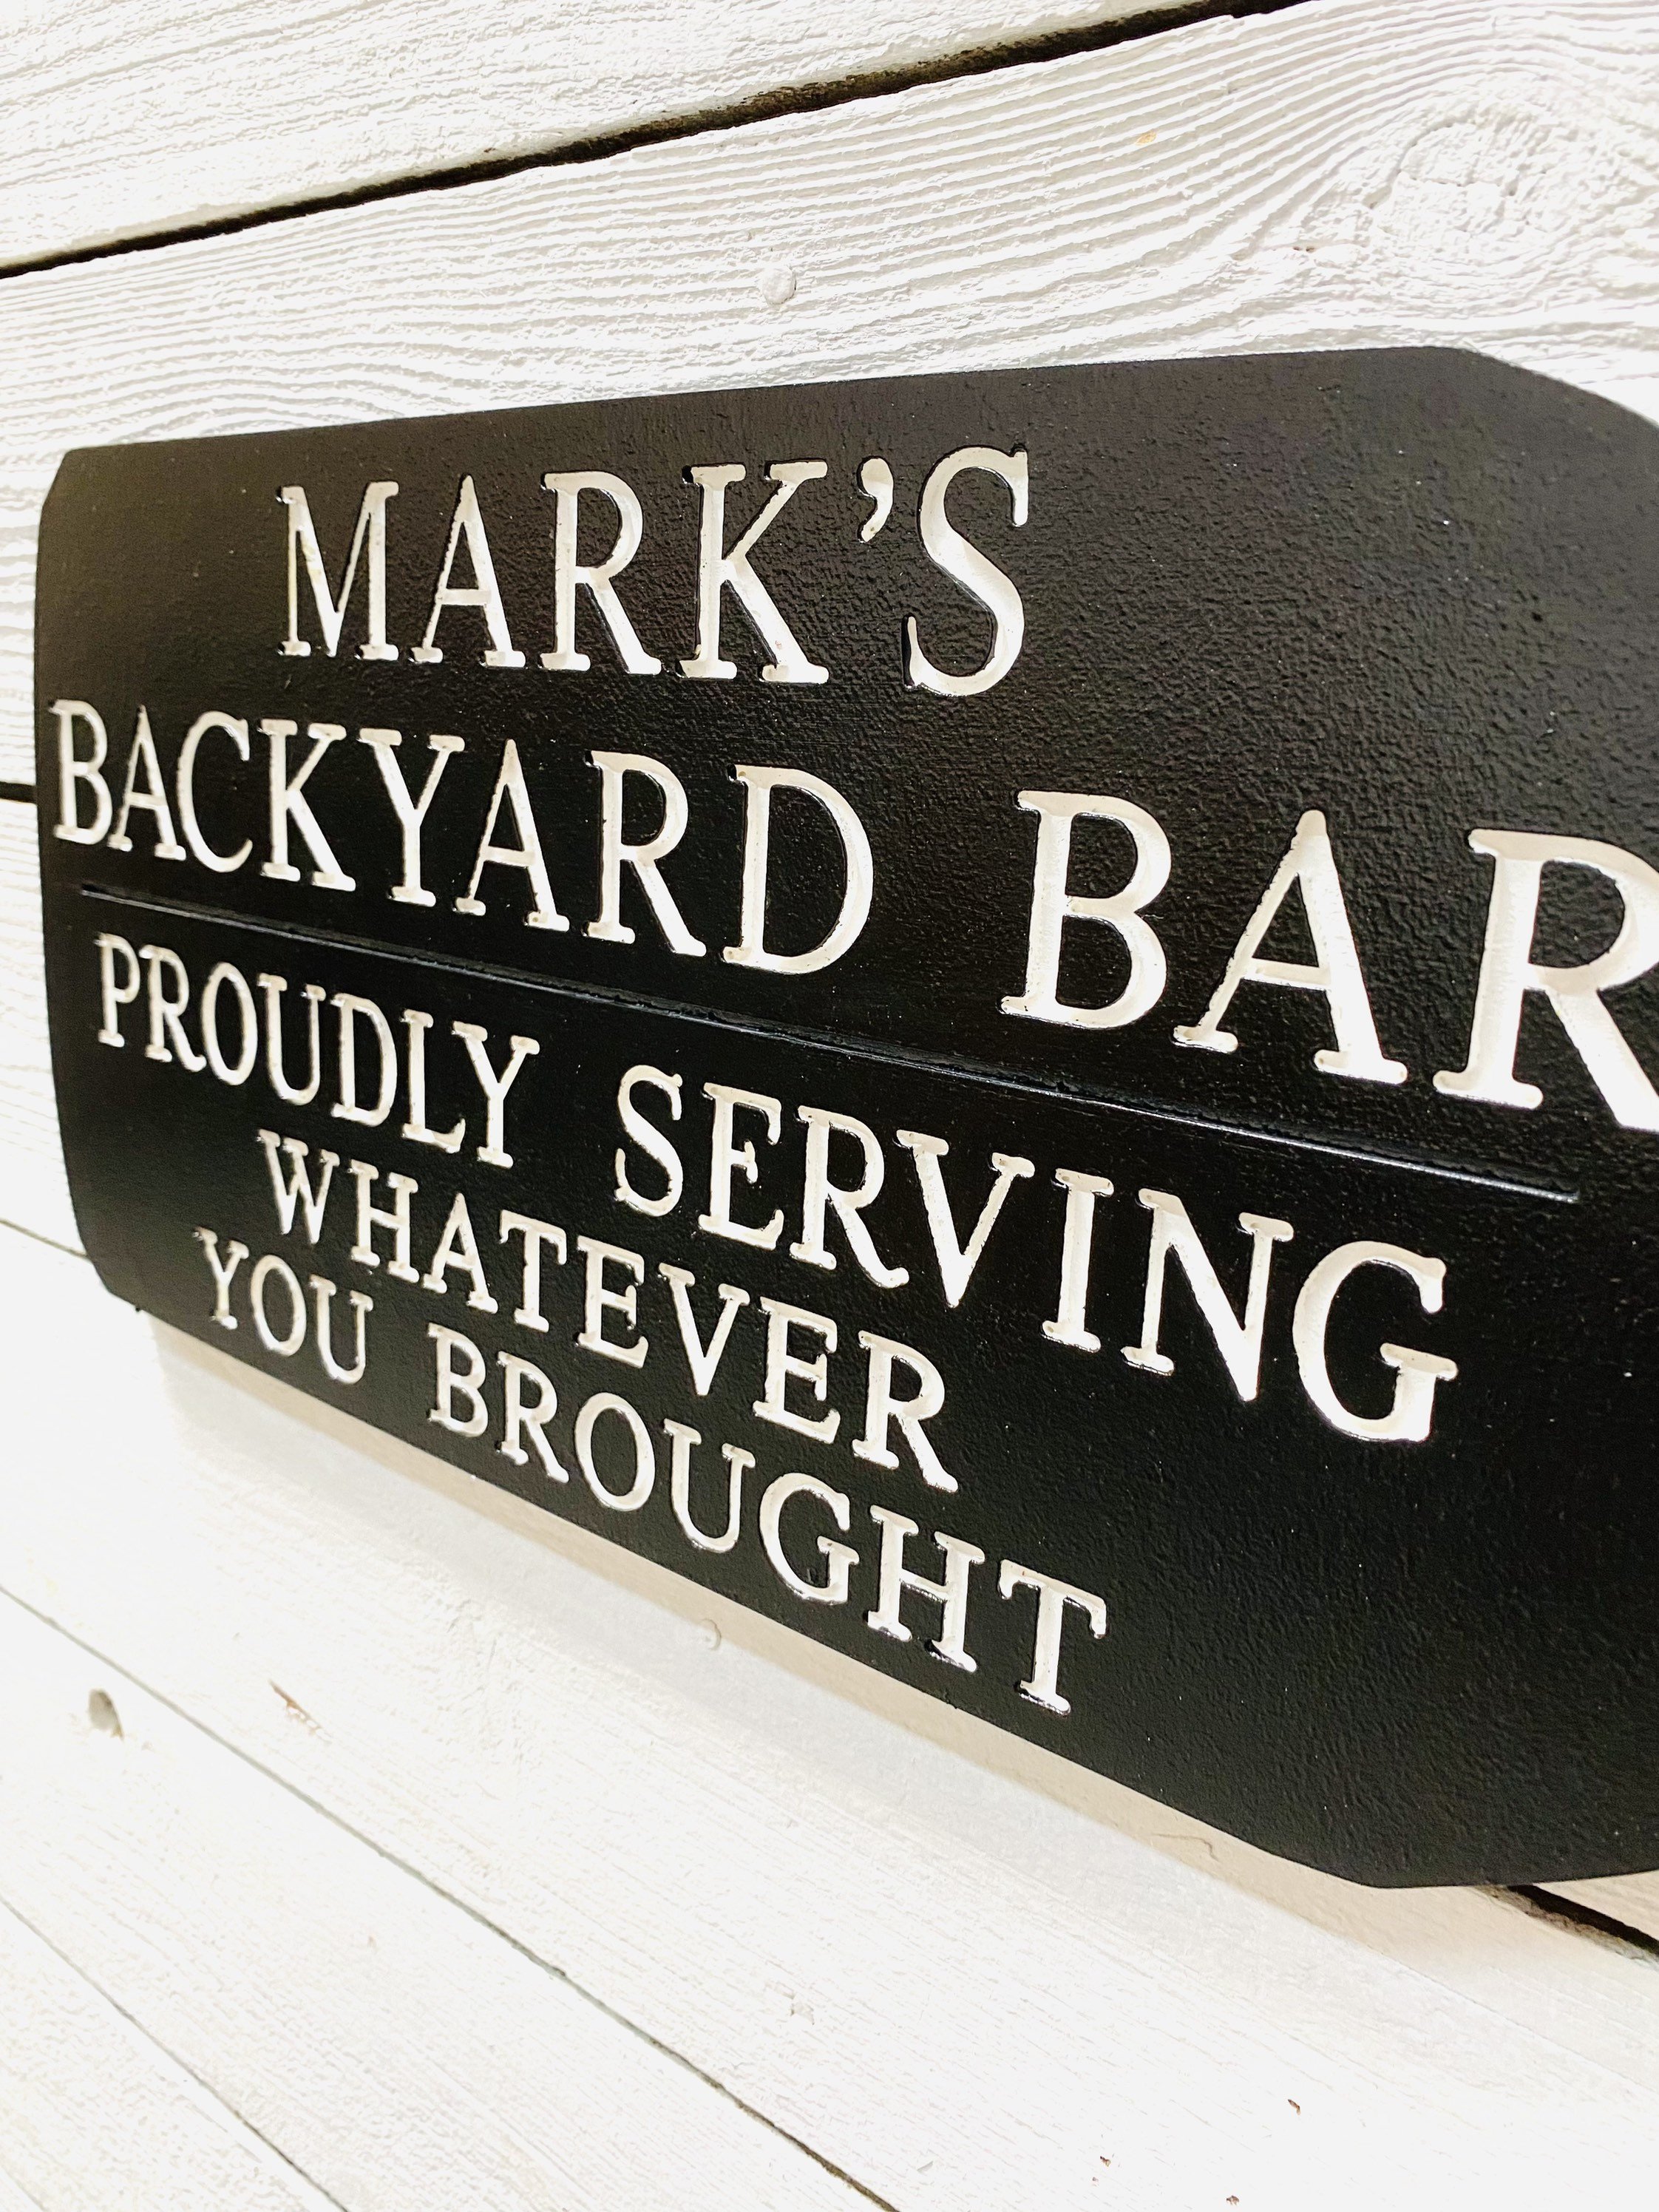 MARK'S
BACKYARD BAR
PROUDLY SERVING
WHATEVER
YOU BROUGHT